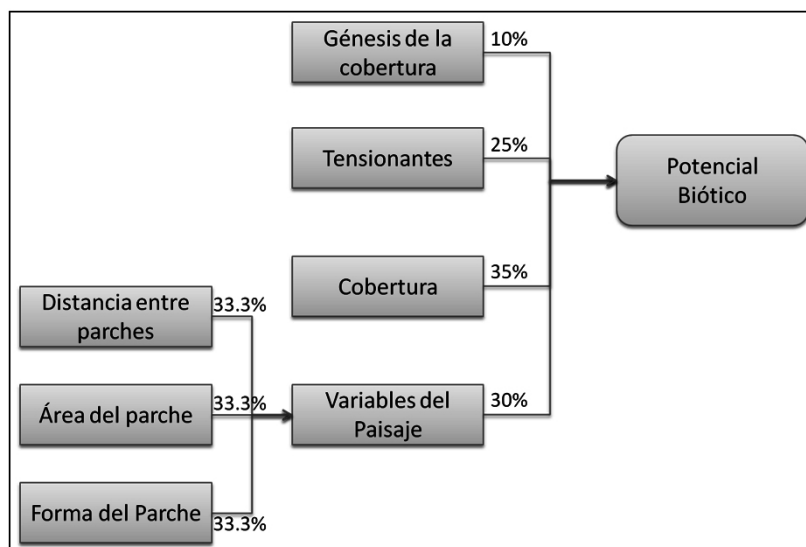 Génesis de la
cobertura
10%
Tensionantes
25%
Potencial
Biótico
Cobertura
35%
Distancia entre
parches
33.3%
Área del parche
33.3%
Variables del
Paisaje
30%
Forma del Parche
33.3%